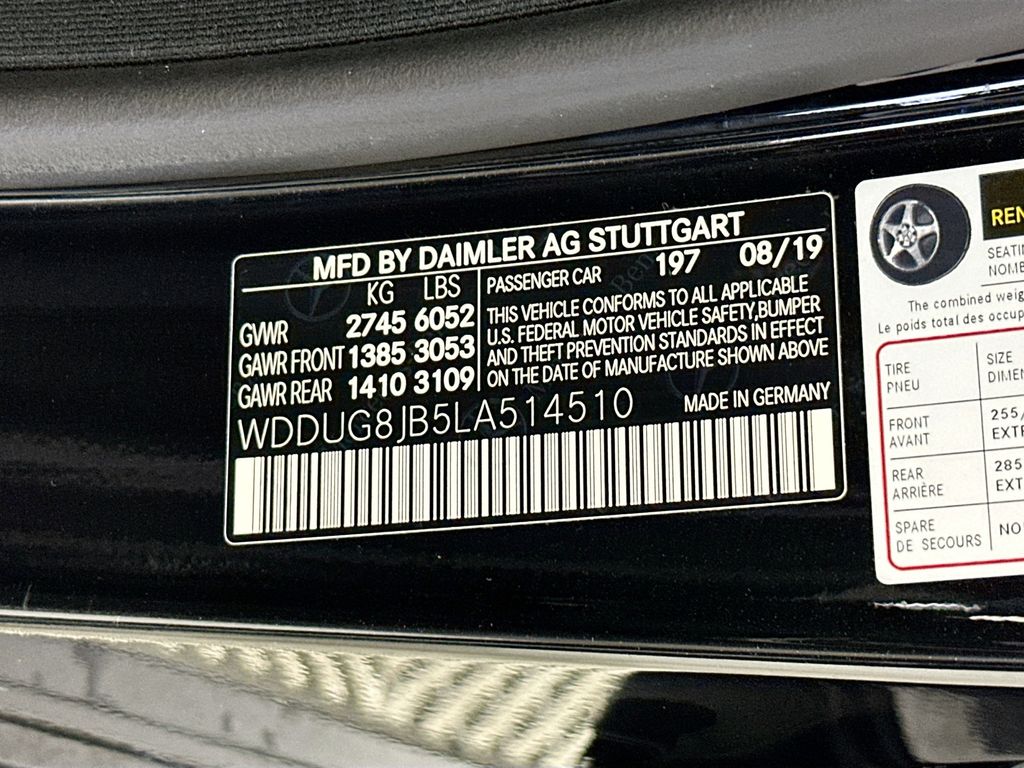 MFD BY DAIMLER AG STUTTGART
KG LBS
GVWR 2745 6052
GAWR FRONT 1385 3053
GAWR REAR 1410 3109
PASSENGER CAR 197 08/19
THIS VEHICLE CONFORMS TO ALL APPLICABLE
U.S. FEDERAL MOTOR VEHICLE SAFETY, BUMPER
AND THEFT PREVENTION STANDARDS IN EFFECT
ON THE DATE OF MANUFACTURE SHOWN ABOVE
WDDUG8JB5LA514510
MADE IN GERMANY
The combined
Le poids total des
TIRE SIZE
PNEU
FRONT 255/
AVANT
REAR 285
ARRIÈRE
SPARE
DE SECOURS